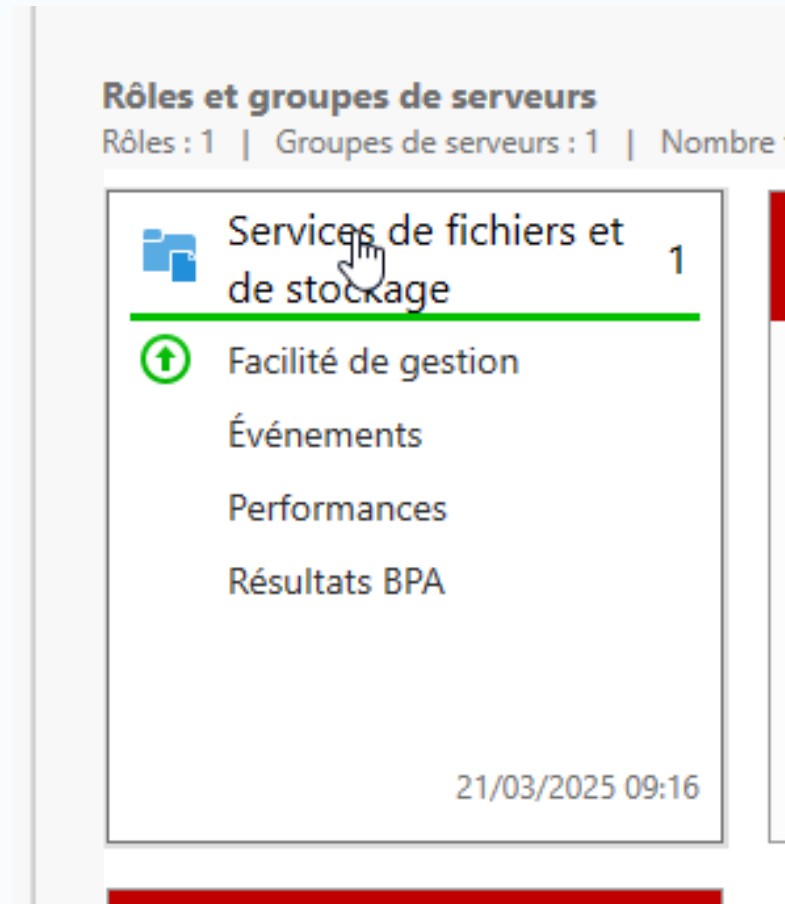 Rôles et groupes de serveurs
Rôles : 1 | Groupes de serveurs : 1 | Nombre
Services de fichiers et
de stockage
1
Facilité de gestion
Événements
Performances
Résultats BPA
21/03/2025 09:16